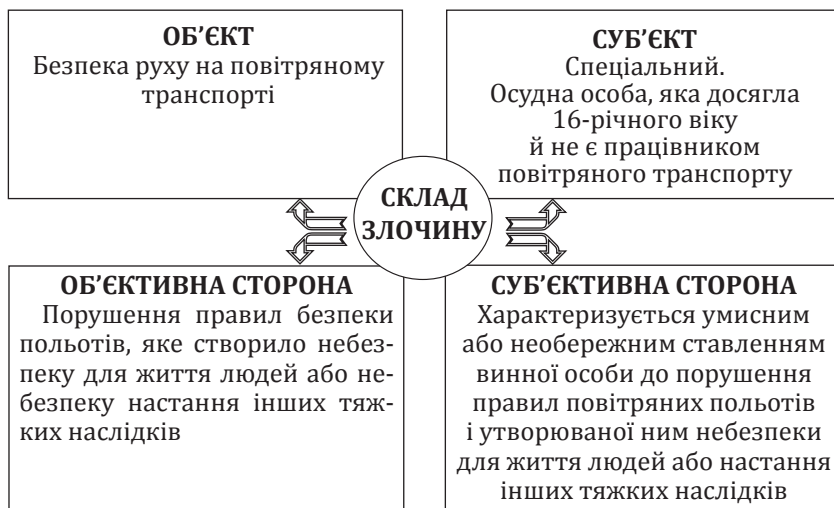 ОБ’ЄКТ
Безпека руху на повітряному
транспорті
СУБ’ЄКТ
Спеціальний.
Осудна особа, яка досягла
16-річного віку
й не є працівником
повітряного транспорту
СКЛАД
ЗЛОЧИНУ
ОБ’ЄКТИВНА СТОРОНА
Порушення правил безпеки
польотів, яке створило небез-
пеку для життя людей або не-
безпеку настання інших тяж-
ких наслідків
СУБ’ЄКТИВНА СТОРОНА
Характеризується умисним
або необережним ставленням
винної особи до порушення
правил повітряних польотів
і утворюваної ним небезпеки
для життя людей або настання
інших тяжких наслідків